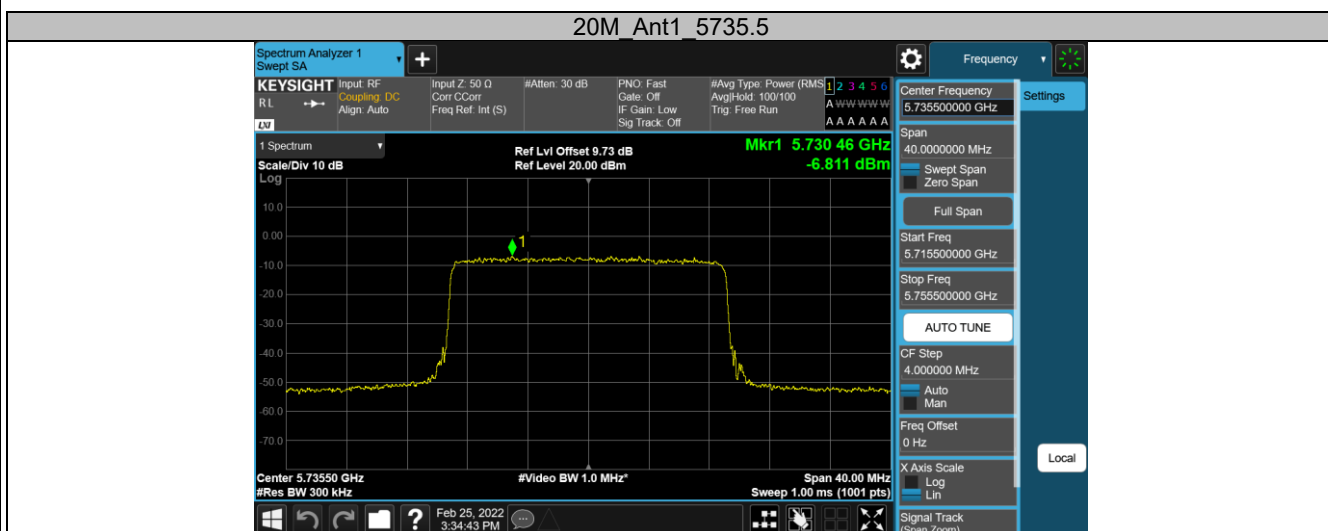 20M_Ant1_5735.5
Spectrum Analyzer 1
Swept SA
+
Frequency
KEYSIGHT
RL
LXI
Input: RF
Coupling: DC
Align: Auto
Input Z: 50 Ω
Corr CCorr
Freq Ref: Int (S)
#Atten: 30 dB
PNO: Fast
Gate: Off
IF Gain: Low
Sig Track: Off
#Avg Type: Power (RMS
Avg|Hold: 100/100
Trig: Free Run
1 2 3 4 5 6
A W W W W W
A A A A A A
1 Spectrum
Scale/Div 10 dB
Log
Ref Lvl Offset 9.73 dB
Ref Level 20.00 dBm
Mkr1 5.730 46 GHz
-6.811 dBm
10.0
0.00
-10.0
-20.0
-30.0
-40.0
-50.0
-60.0
-70.0
1
Center 5.73550 GHz
#Res BW 300 kHz
#Video BW 1.0 MHz*
Span 40.00 MHz
Sweep 1.00 ms (1001 pts)
Feb 25, 2022
3:34:43 PM
?
Center Frequency
5.735500000 GHz
Settings
Span
40.0000000 MHz
Swept Span
Zero Span
Full Span
Start Freq
5.715500000 GHz
Stop Freq
5.755500000 GHz
AUTO TUNE
CF Step
4.000000 MHz
Auto
Man
Freq Offset
0 Hz
X Axis Scale
Log
Lin
Local
Signal Track
(Span Zoom)